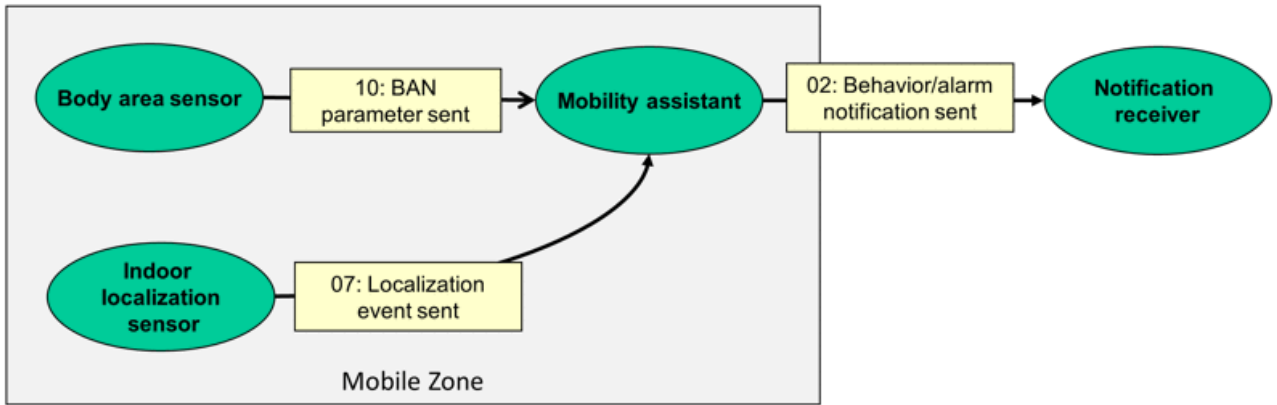 Body area sensor
10: BAN
parameter sent
Mobility assistant
02: Behavior/alarm
notification sent
Notification
receiver
Indoor
localization
sensor
07: Localization
event sent
Mobile Zone